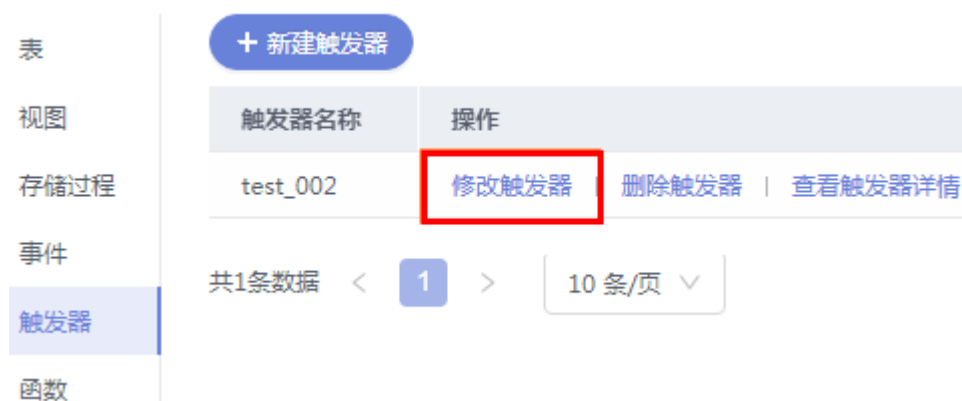 表
视图
存储过程
事件
触发器
函数
+ 新建触发器
触发器名称 操作
test_002 修改触发器 | 删除触发器 | 查看触发器详情
共1条数据 < 1 > 10 条/页